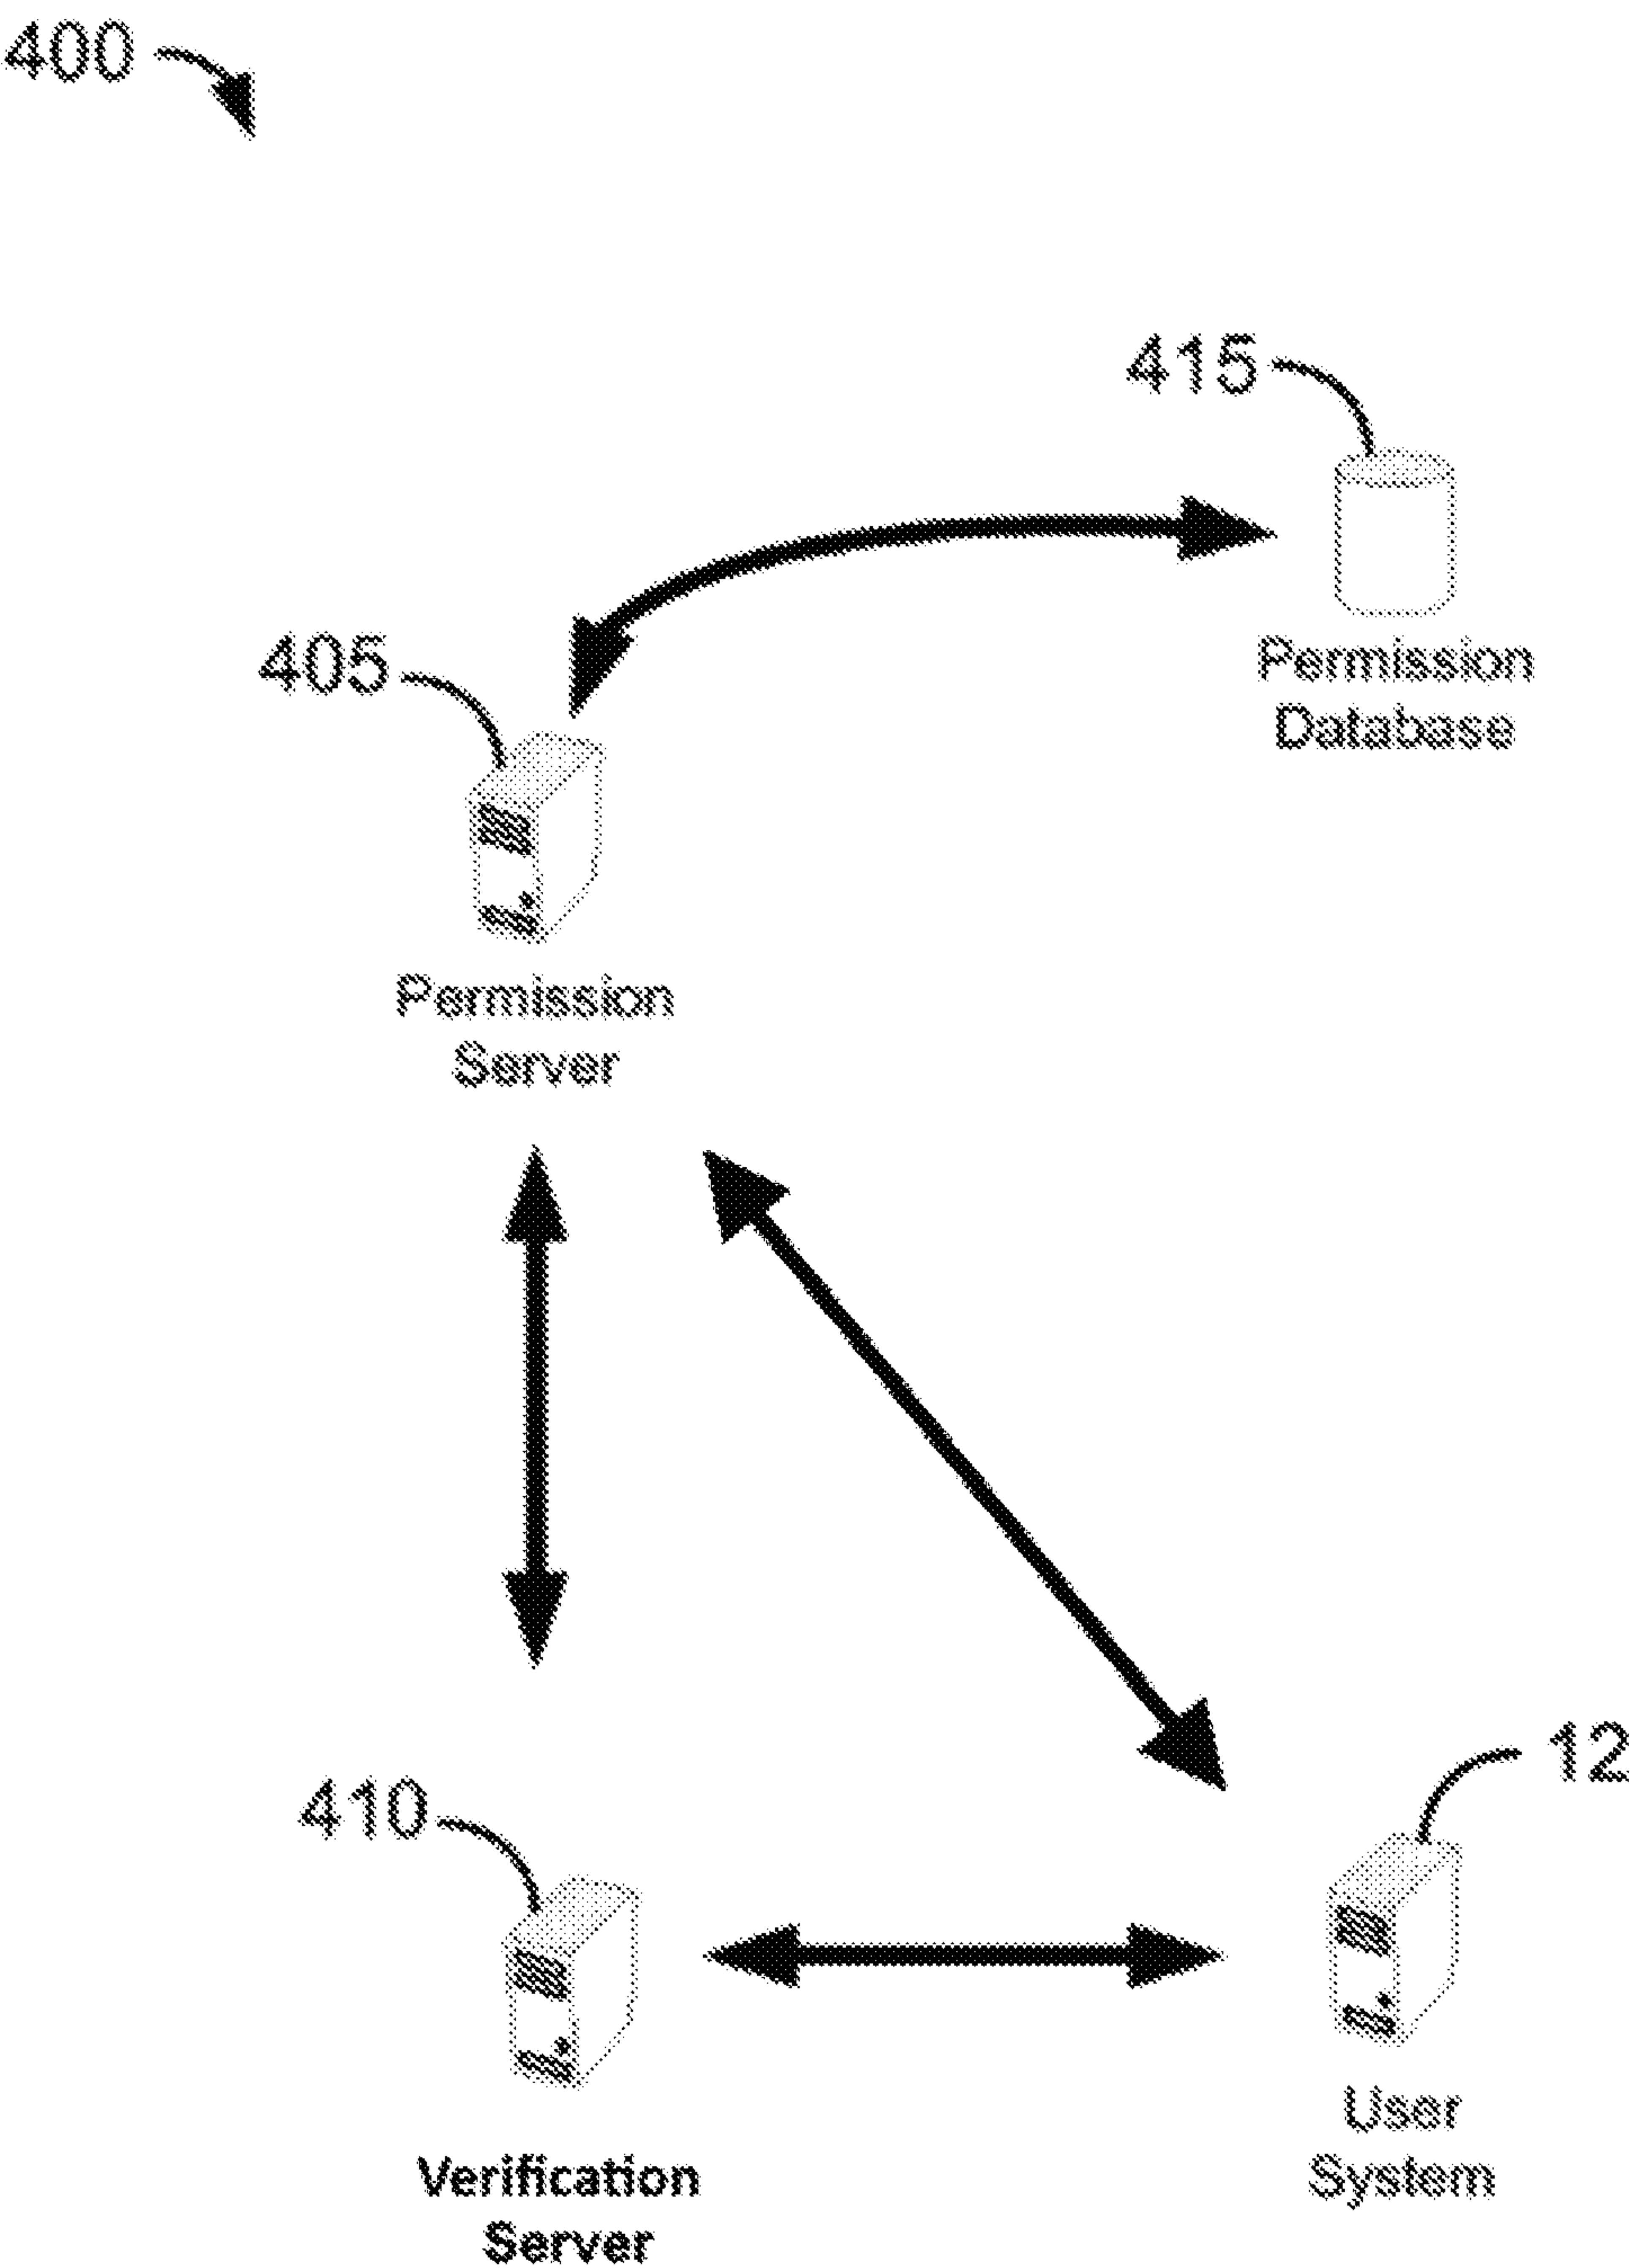 400
415
Permission
Database
405
Permission
Server
12
410
User
System
Verification
Server